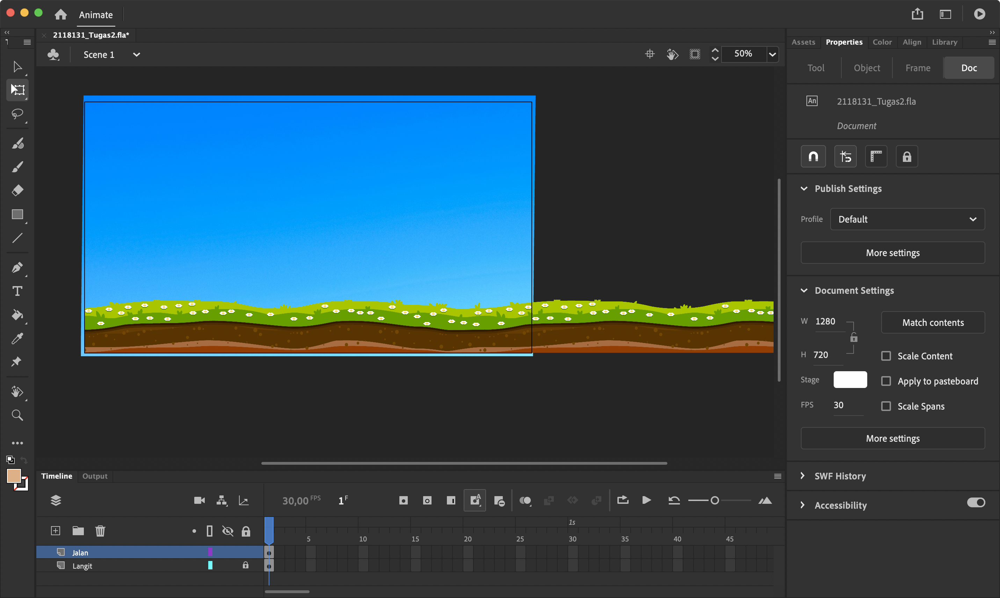 Animate
2118131_Tugas2.fla*
Scene 1
50%
Assets
Properties
Color
Align
Library
Tool
Object
Frame
Doc
An
2118131_Tugas2.fla
Document
Publish Settings
Profile
Default
More settings
Document Settings
W 1280
Match contents
H 720
Scale Content
Stage
Apply to pasteboard
FPS 30
Scale Spans
More settings
SWF History
Accessibility
Timeline
Output
30,00 FPS
1 F
A
1s
5 10 15 20 25 30 35 40 45
Jalan
Langit